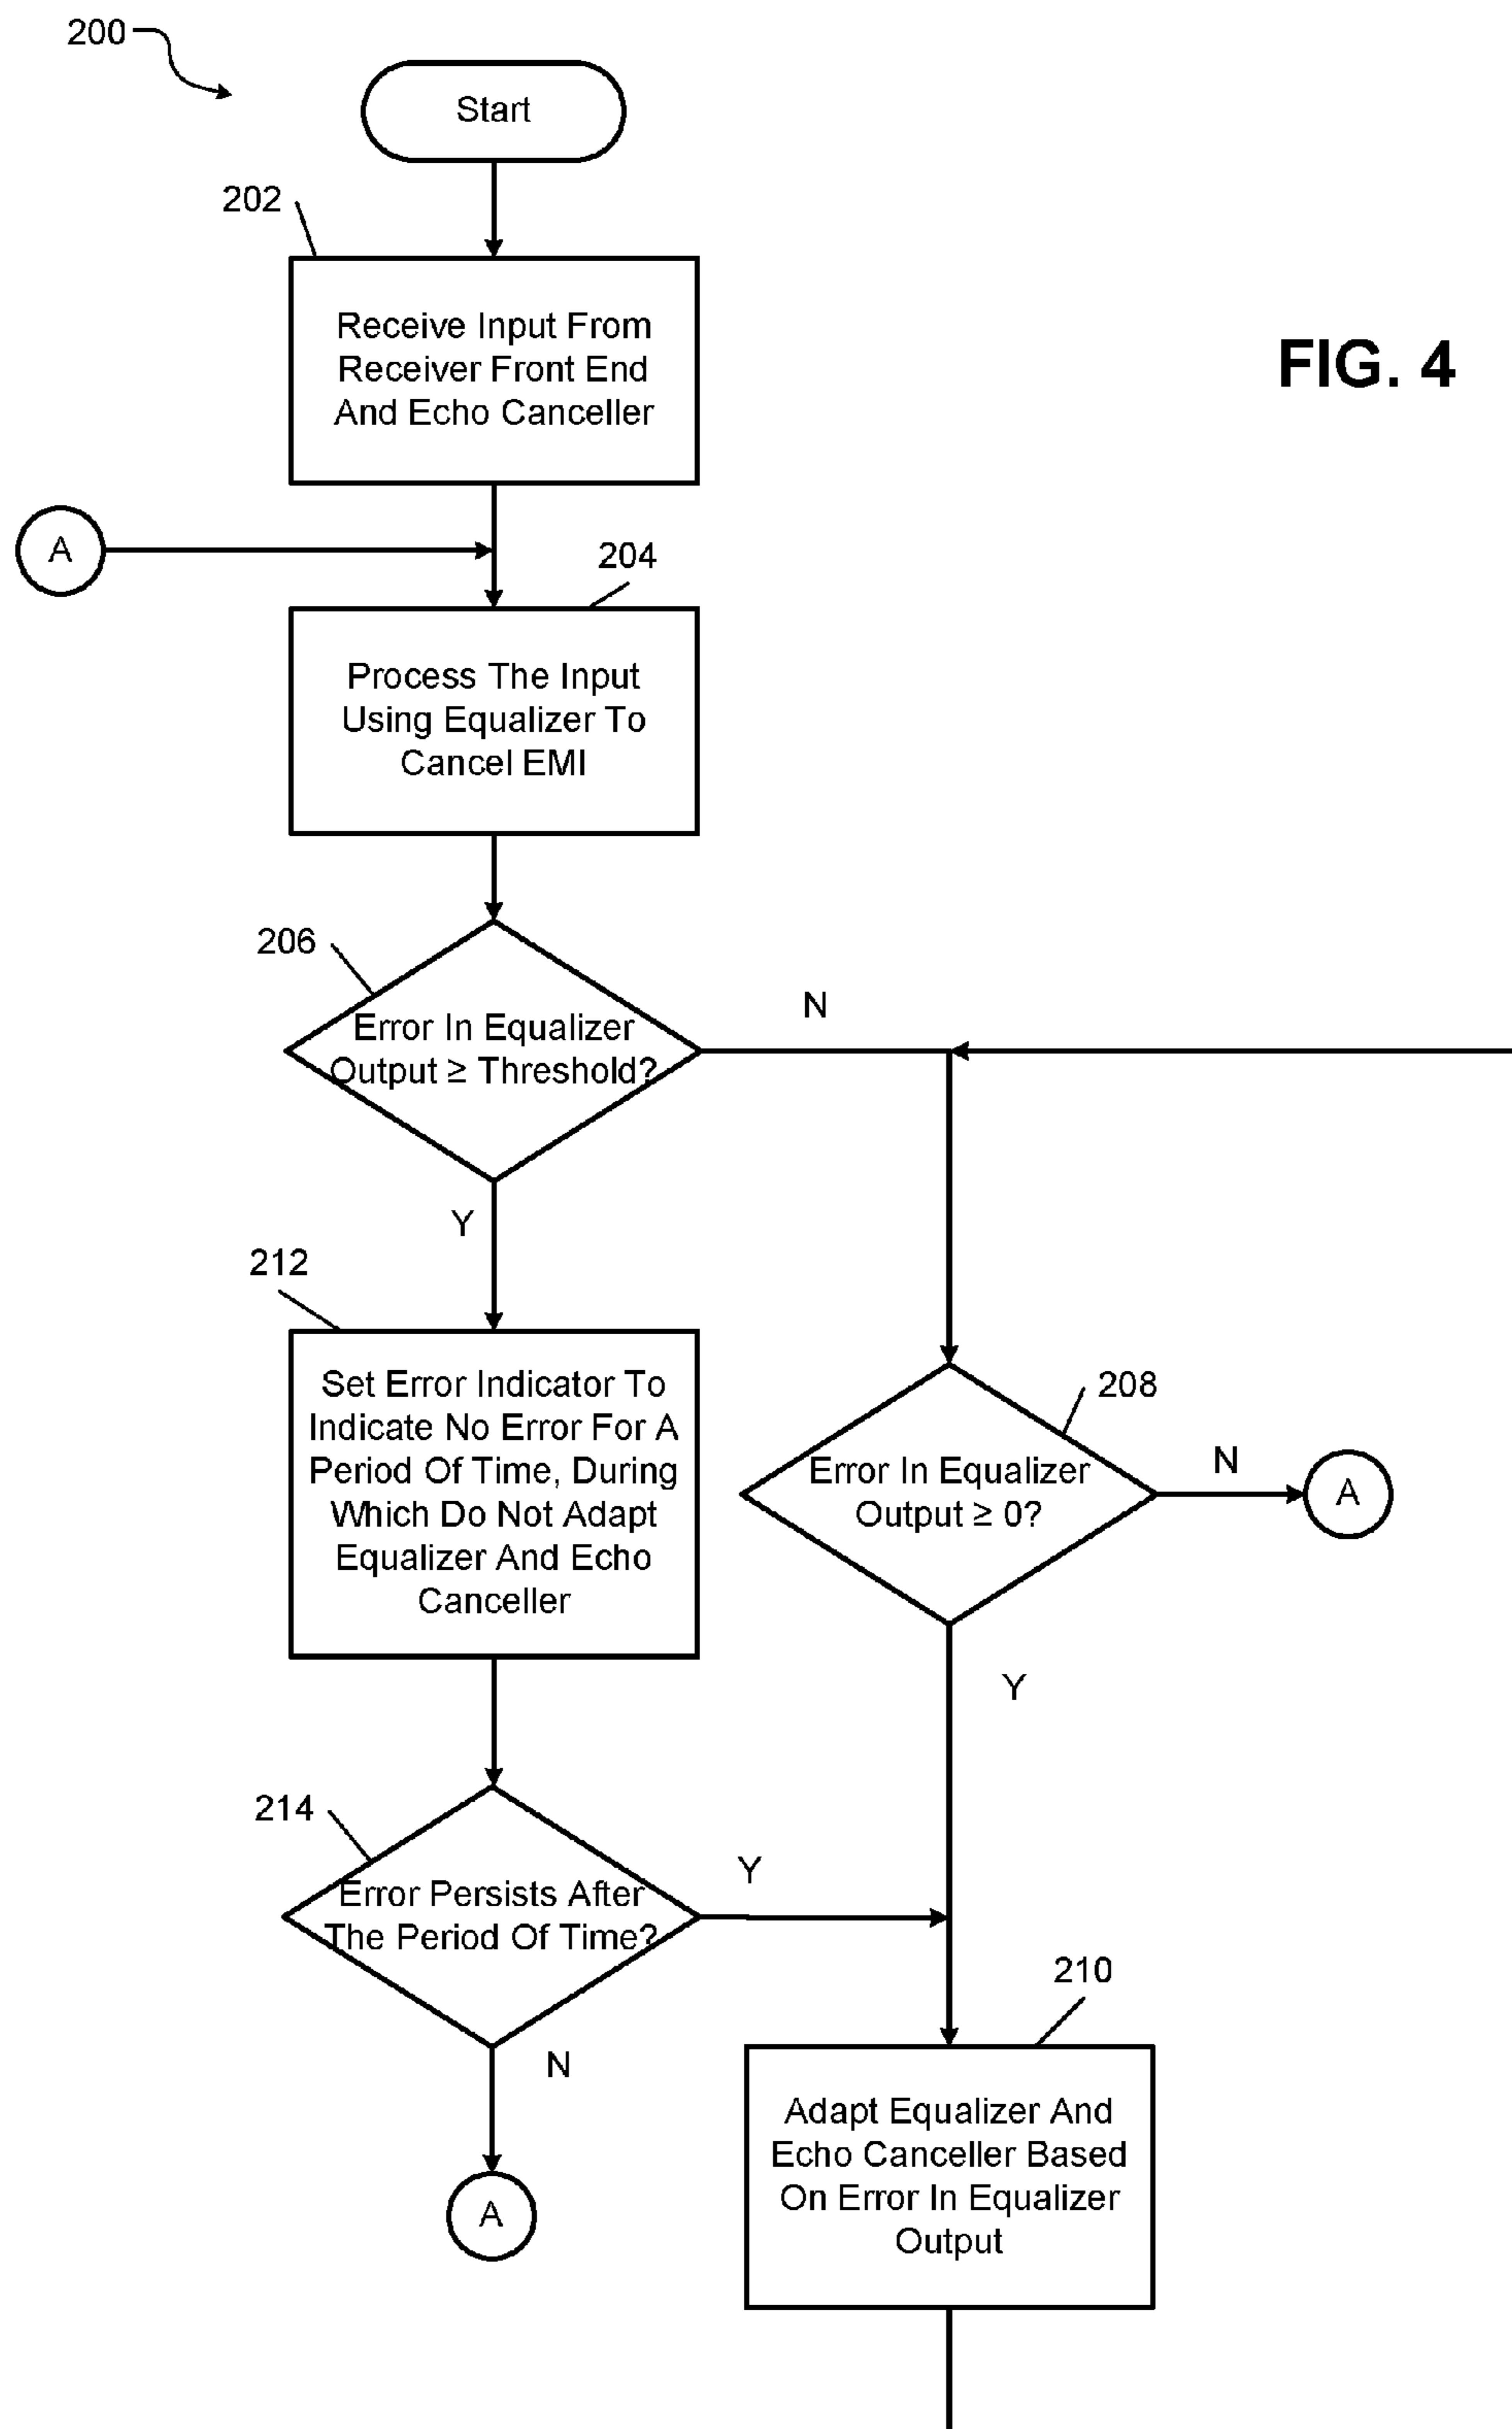 200
Start
202
Receive Input From
Receiver Front End
And Echo Canceller
FIG. 4
A
204
Process The Input
Using Equalizer To
Cancel EMI
206
Error In Equalizer
Output ≥ Threshold?
N
Y
212
Set Error Indicator To
Indicate No Error For A
Period Of Time, During
Which Do Not Adapt
Equalizer And Echo
Canceller
208
Error In Equalizer
Output ≥ 0?
N
A
Y
214
Error Persists After
The Period Of Time?
Y
N
A
210
Adapt Equalizer And
Echo Canceller Based
On Error In Equalizer
Output